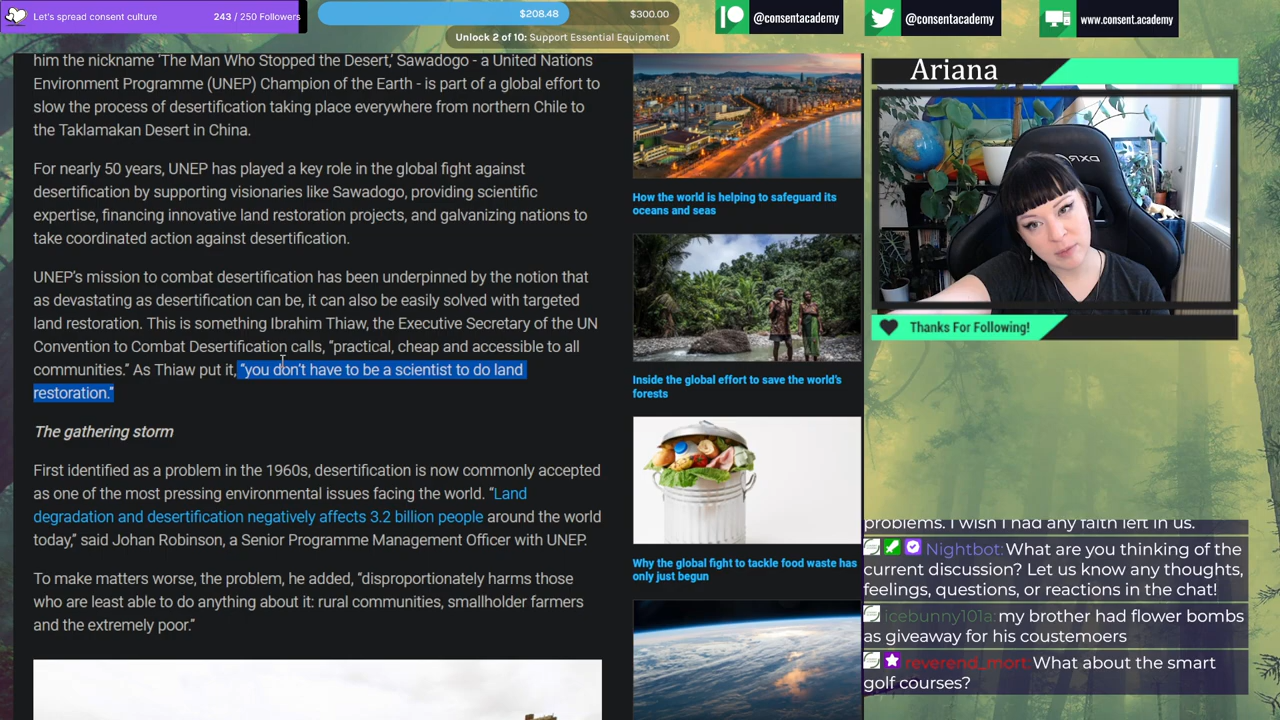 Let's spread consent culture
243 / 250 Followers
$208.48
$300.00
Unlock 2 of 10: Support Essential Equipment
@consentacademy
@consentacademy
www.consent.academy
him the nickname 'The Man Who Stopped the Desert,' Sawadogo - a United Nations
Environment Programme (UNEP) Champion of the Earth - is part of a global effort to
slow the process of desertification taking place everywhere from northern Chile to
the Taklamakan Desert in China.
For nearly 50 years, UNEP has played a key role in the global fight against
desertification by supporting visionaries like Sawadogo, providing scientific
expertise, financing innovative land restoration projects, and galvanizing nations to
take coordinated action against desertification.
UNEP's mission to combat desertification has been underpinned by the notion that
as devastating as desertification can be, it can also be easily solved with targeted
land restoration. This is something Ibrahim Thiaw, the Executive Secretary of the UN
Convention to Combat Desertification calls, "practical, cheap and accessible to all
communities." As Thiaw put it, "you don't have to be a scientist to do land
restoration."
The gathering storm
First identified as a problem in the 1960s, desertification is now commonly accepted
as one of the most pressing environmental issues facing the world. "Land
degradation and desertification negatively affects 3.2 billion people around the world
today," said Johan Robinson, a Senior Programme Management Officer with UNEP.
To make matters worse, the problem, he added, "disproportionately harms those
who are least able to do anything about it: rural communities, smallholder farmers
and the extremely poor."
How the world is helping to safeguard its
oceans and seas
Inside the global effort to save the world's
forests
Why the global fight to tackle food waste has
only just begun
Ariana
DXRACER
Thanks For Following!
problems. I wish I had any faith left in us.
Nightbot: What are you thinking of the
current discussion? Let us know any thoughts,
feelings, questions, or reactions in the chat!
icebunny101a: my brother had flower bombs
as giveaway for his coustemoers
reverend_mort: What about the smart
golf courses?